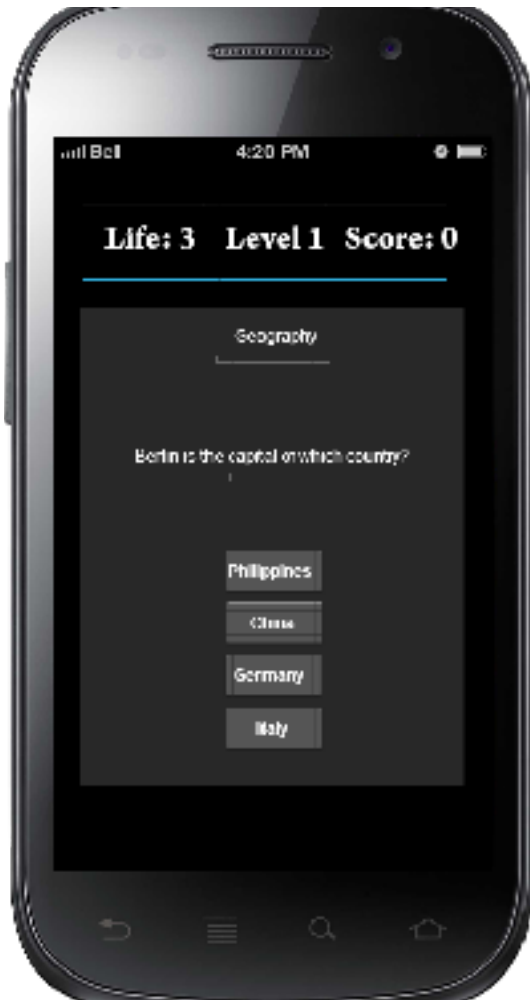 Bell 4:20 PM
Life: 3 Level 1 Score: 0
Geography
Berlin is the capital of which country?
Philippines
China
Germany
Italy